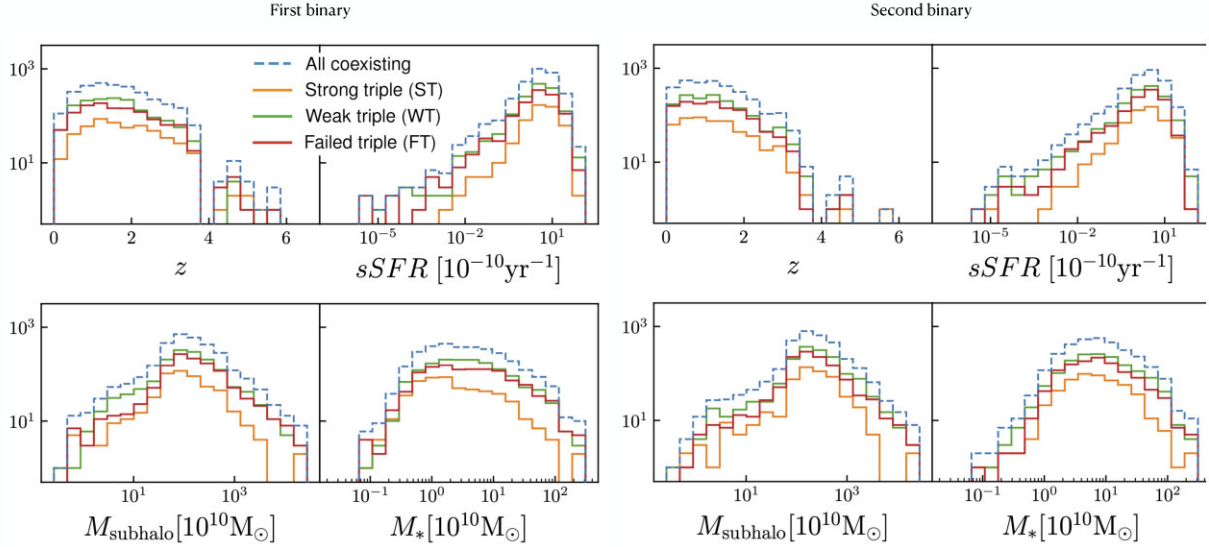 First binary
Second binary
10³
10¹
All coexisting
Strong triple (ST)
Weak triple (WT)
Failed triple (FT)
0 2 4 6
z
10⁻⁵ 10⁻² 10¹
sSFR [10⁻¹⁰yr⁻¹]
10³
10¹
0 2 4 6
z
10⁻⁵ 10⁻² 10¹
sSFR [10⁻¹⁰yr⁻¹]
10³
10¹
10¹ 10³
M_subhalo[10¹⁰M_⊙]
10⁻¹ 10⁰ 10¹ 10²
M_*[10¹⁰M_⊙]
10³
10¹
10¹ 10³
M_subhalo[10¹⁰M_⊙]
10⁻¹ 10⁰ 10¹ 10²
M_*[10¹⁰M_⊙]